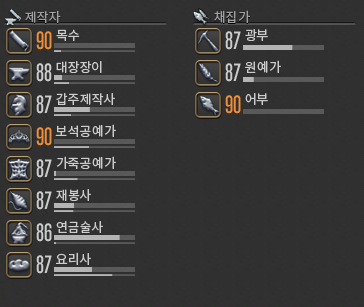 제작자
90 목수
88 대장장이
87 갑주제작사
90 보석공예가
87 가죽공예가
87 재봉사
86 연금술사
87 요리사
채집가
87 광부
87 원예가
90 어부